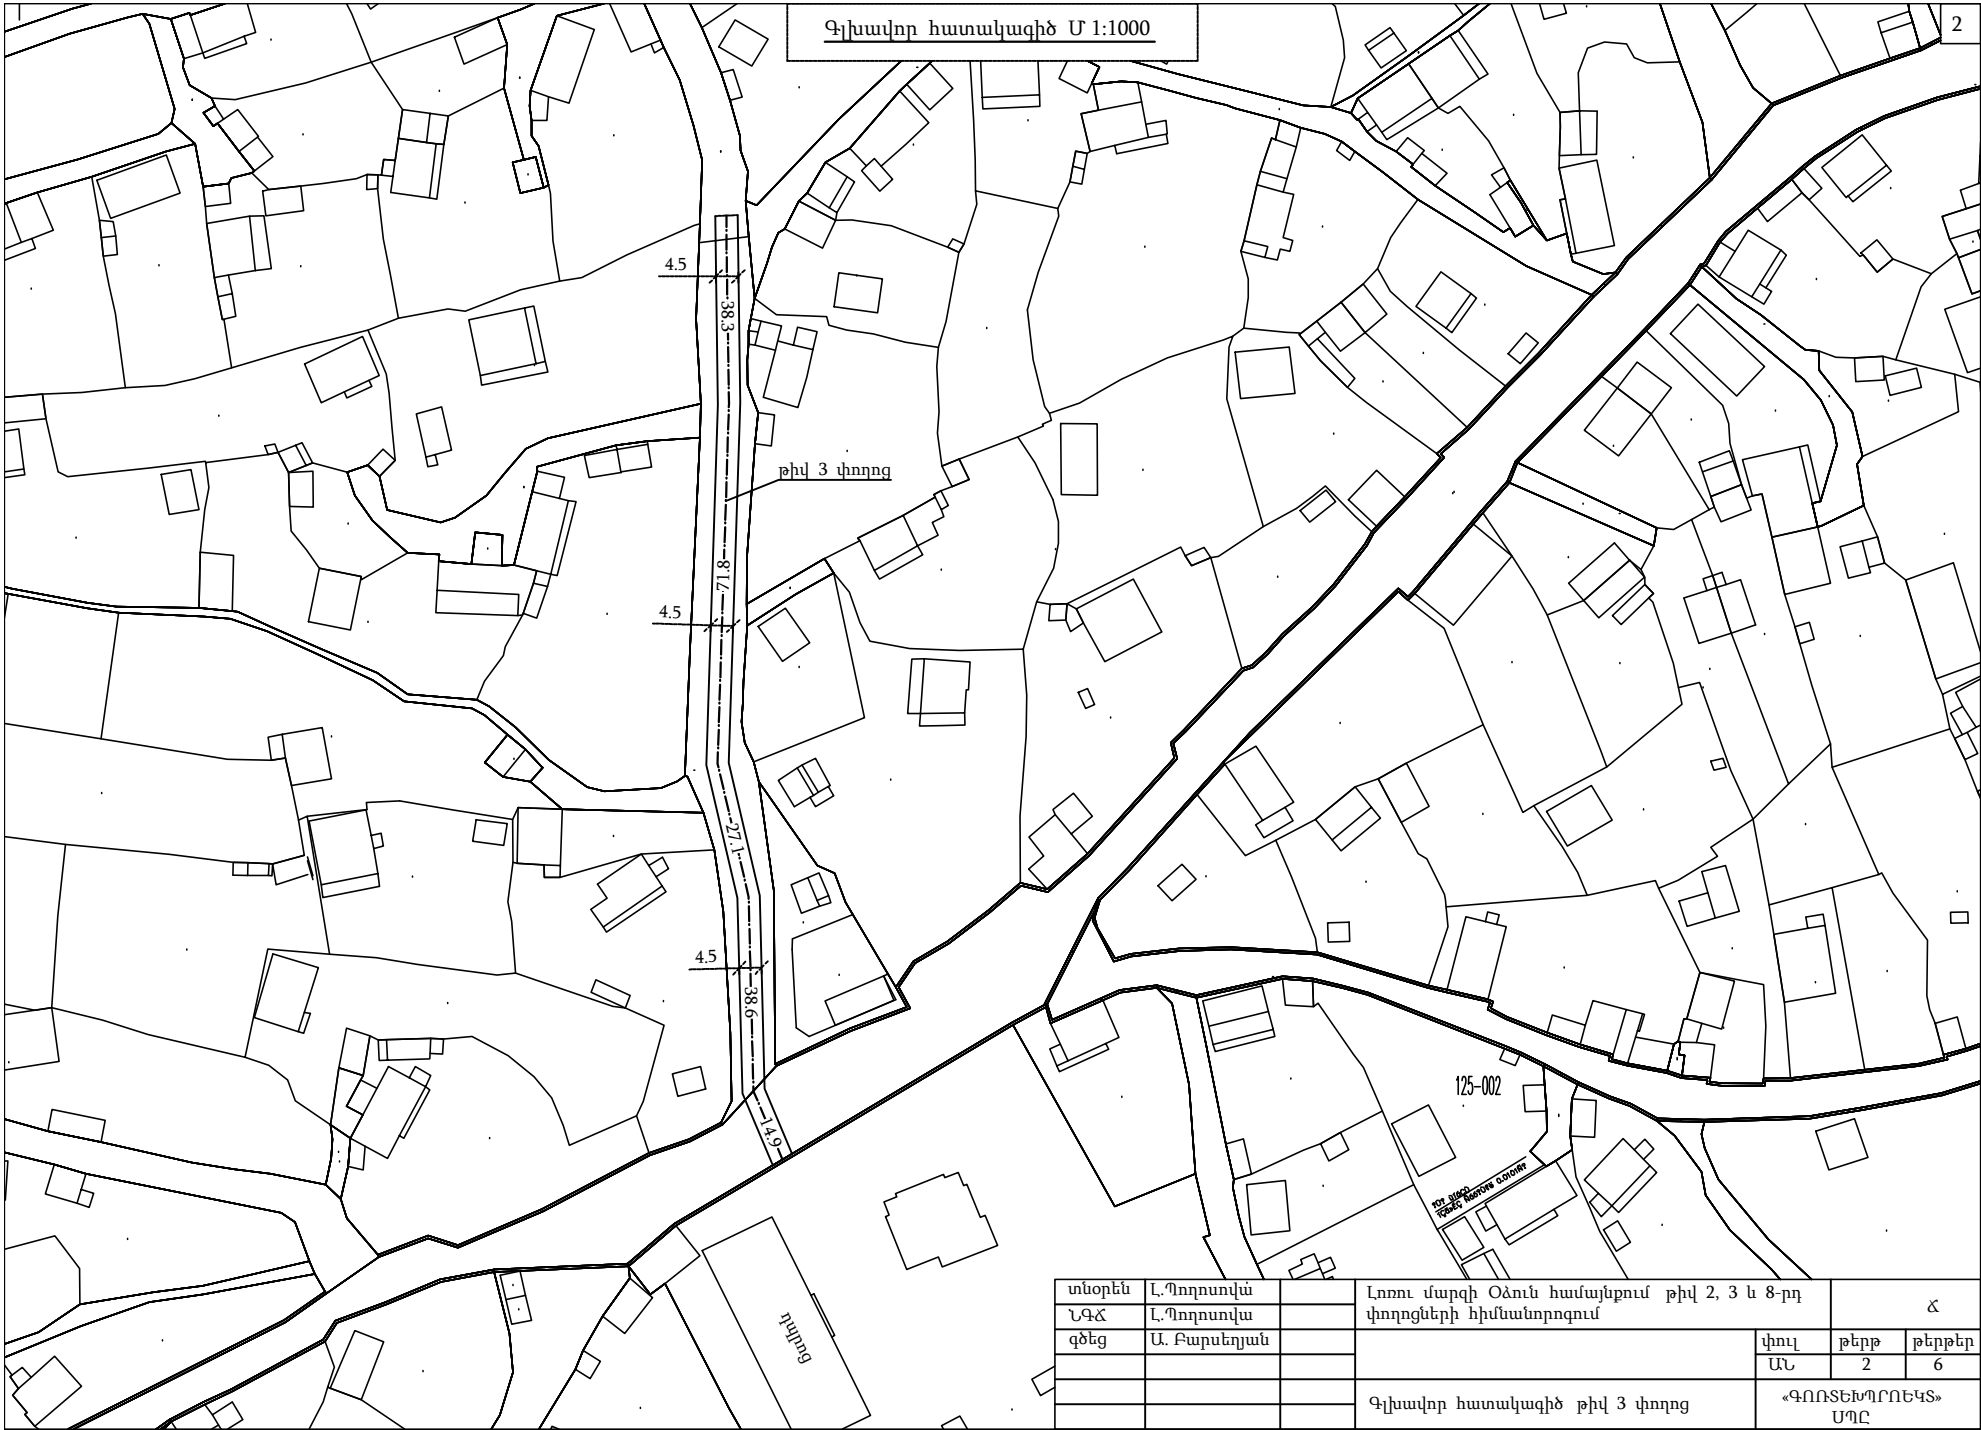 Գլխավոր հատակագիծ Մ 1:1000
2
4.5
38.3
թիվ 3 փողոց
71.8
4.5
27.1
4.5
38.6
14.9
125-002
դպրոց
տնօրեն Լ.Պողոսովա
ՆԳՃ Լ.Պողոսովա
գծեց Ա. Բարսեղյան
Լոռու մարզի Օձուն համայնքում թիվ 2, 3 և 8-րդ
փողոցների հիմնանորոգում
Ճ
փուլ թերթ թերթեր
ԱՆ 2 6
Գլխավոր հատակագիծ թիվ 3 փողոց
«ԳՈՌՏԵԽՊՐՈԵԿՏ»
ՍՊԸ